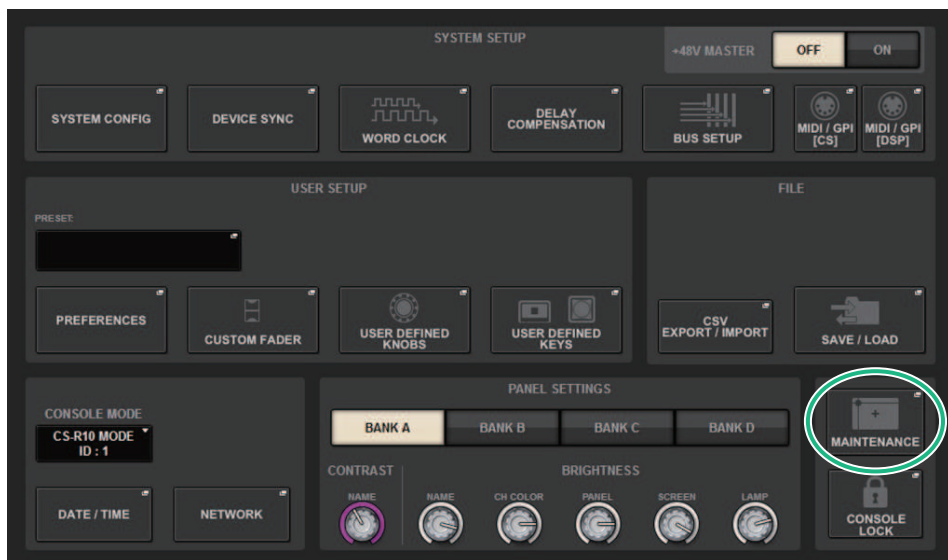 SYSTEM SETUP
+48V MASTER
OFF
ON
SYSTEM CONFIG
DEVICE SYNC
WORD CLOCK
DELAY
COMPENSATION
BUS SETUP
MIDI / GPI
[CS]
MIDI / GPI
[DSP]
USER SETUP
FILE
PRESET:
PREFERENCES
CUSTOM FADER
USER DEFINED
KNOBS
USER DEFINED
KEYS
CSV
EXPORT / IMPORT
SAVE / LOAD
CONSOLE MODE
CS-R10 MODE
ID : 1
DATE / TIME
NETWORK
PANEL SETTINGS
BANK A
BANK B
BANK C
BANK D
CONTRAST
BRIGHTNESS
NAME
NAME
CH COLOR
PANEL
SCREEN
LAMP
MAINTENANCE
CONSOLE
LOCK